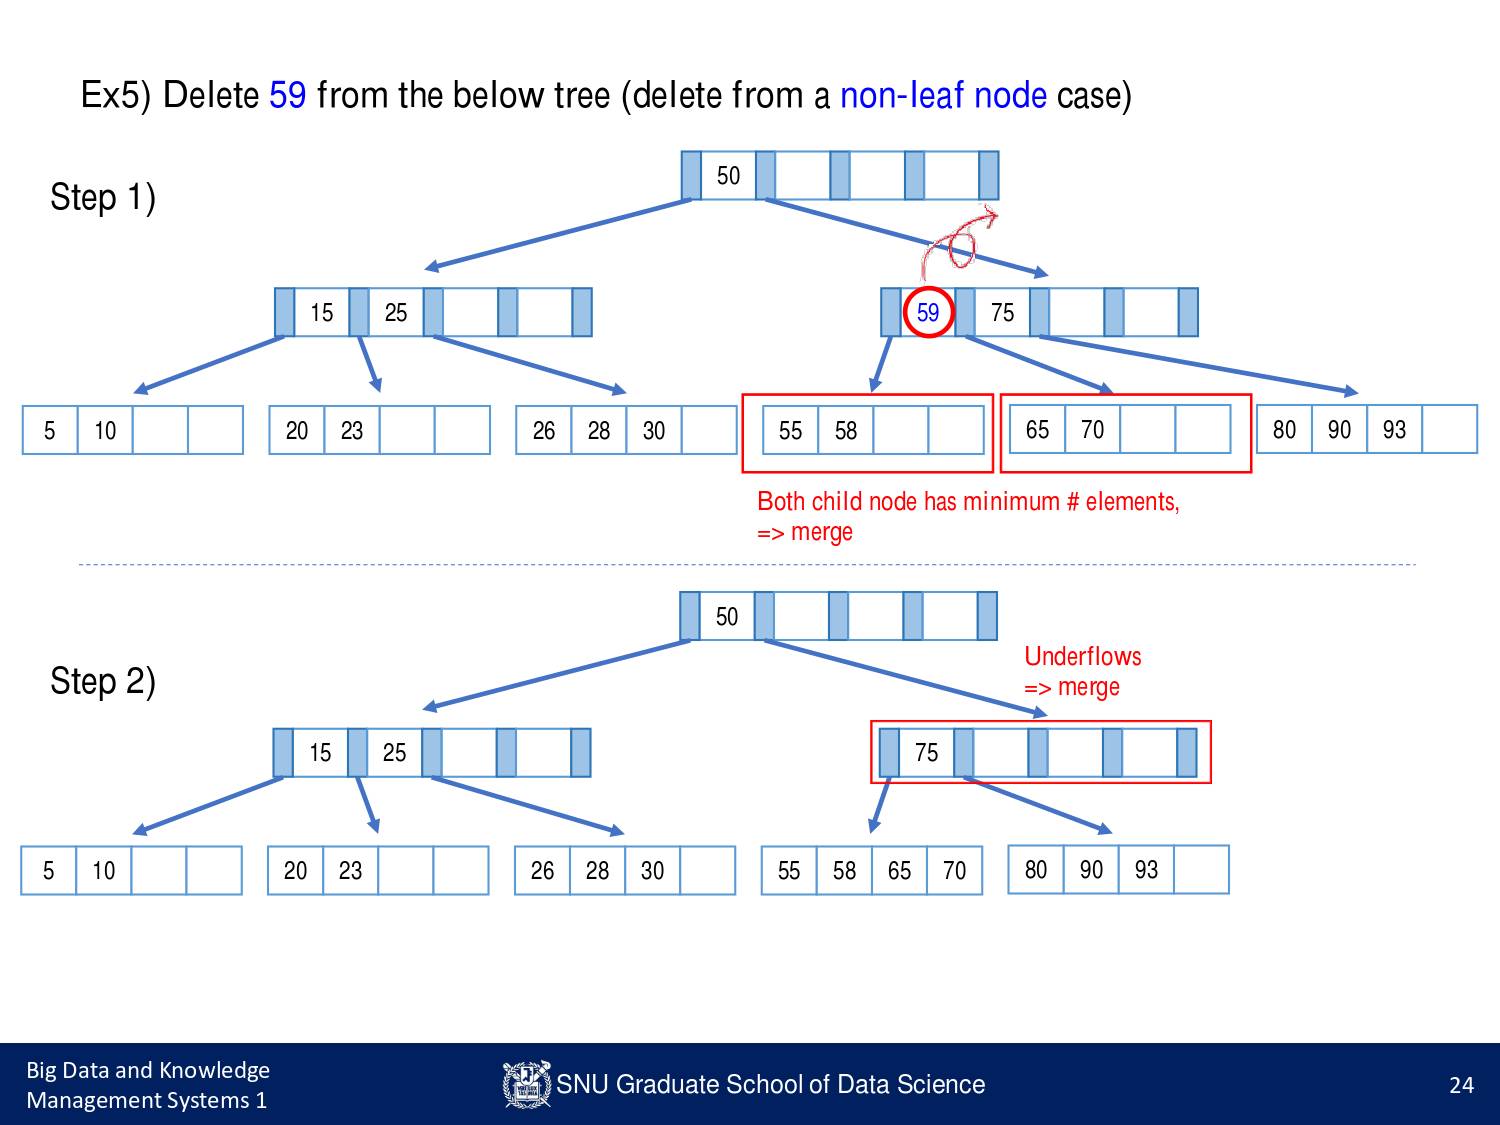 Ex5) Delete 59 from the below tree (delete from a non-leaf node case)
Step 1)
50
15 25
59 75
5 10
20 23
26 28 30
55 58
65 70
80 90 93
Both child node has minimum # elements,
=> merge
Step 2)
50
Underflows
=> merge
15 25
75
5 10
20 23
26 28 30
55 58 65 70
80 90 93
Big Data and Knowledge
Management Systems 1
SNU Graduate School of Data Science
24